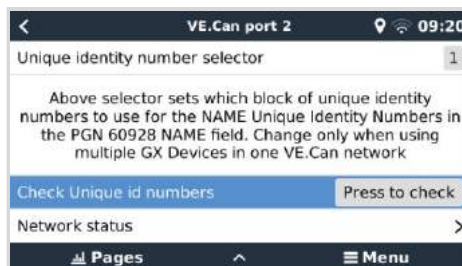 VE.Can port 2 09:20
Unique identity number selector 1
Above selector sets which block of unique identity
numbers to use for the NAME Unique Identity Numbers in
the PGN 60928 NAME field. Change only when using
multiple GX Devices in one VE.Can network
Check Unique id numbers Press to check
Network status
Pages Menu